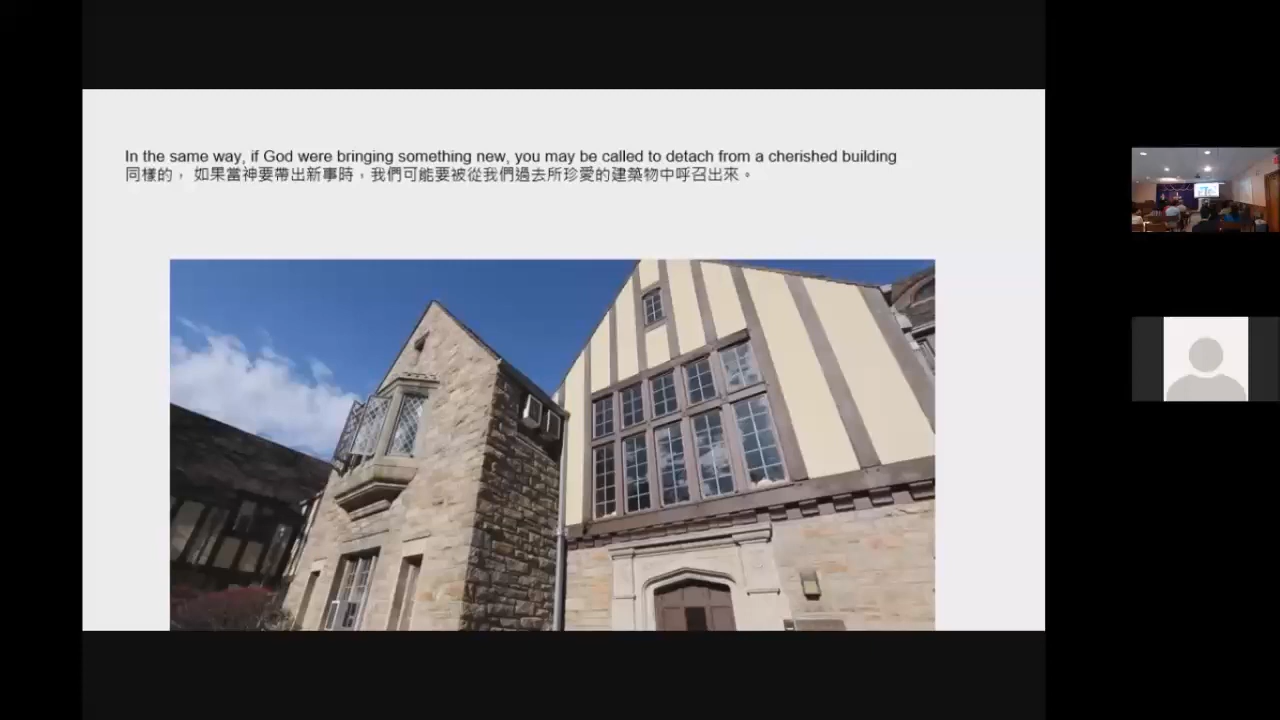 In the same way, if God were bringing something new, you may be called to detach from a cherished building
同樣的， 如果當神要帶出新事時，我們可能要被從我們過去所珍愛的建築物中呼召出來。